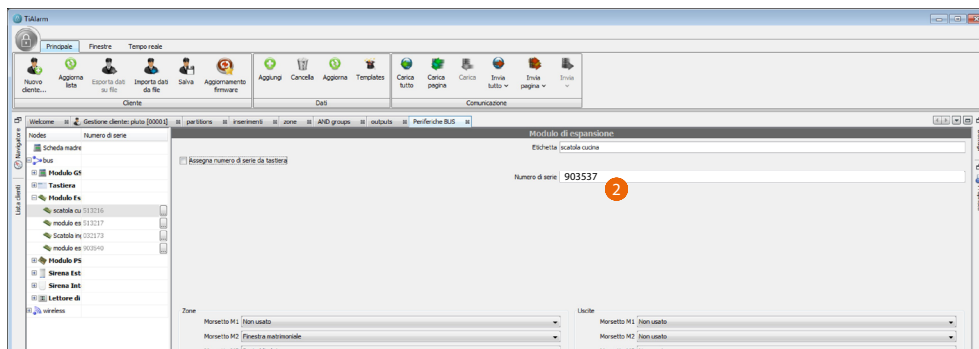 TiAlarm
Principale Finestre Tempo reale
Nuovo cliente... Aggiorna lista Esporta dati su file Importa dati da file Salva Aggiornamento firmware Aggiungi Cancella Aggiorna Templates Carica tutto Carica pagina Carica Invia tutto Invia pagina Invia
Cliente Dati Comunicazione
Welcome Gestione cliente: pluto [00001] partitions inserimenti zone AND groups outputs Periferiche BUS
Navigatore
Lista clienti
Nodes Numero di serie
Scheda madre
bus
Modulo GS
Tastiera
Modulo Es
scatola cu 513216
modulo es 513217
Scatola ing 032173
modulo es 903540
Modulo PS
Sirena Est
Sirena Int
Lettore di
wireless
Modulo di espansione
Etichetta scatola cucina
Assegna numero di serie da tastiera
Numero di serie 903537
2
Zone Uscite
Morsetto M1 Non usato Morsetto M1 Non usato
Morsetto M2 Finestra matrimoniale Morsetto M2 Non usato